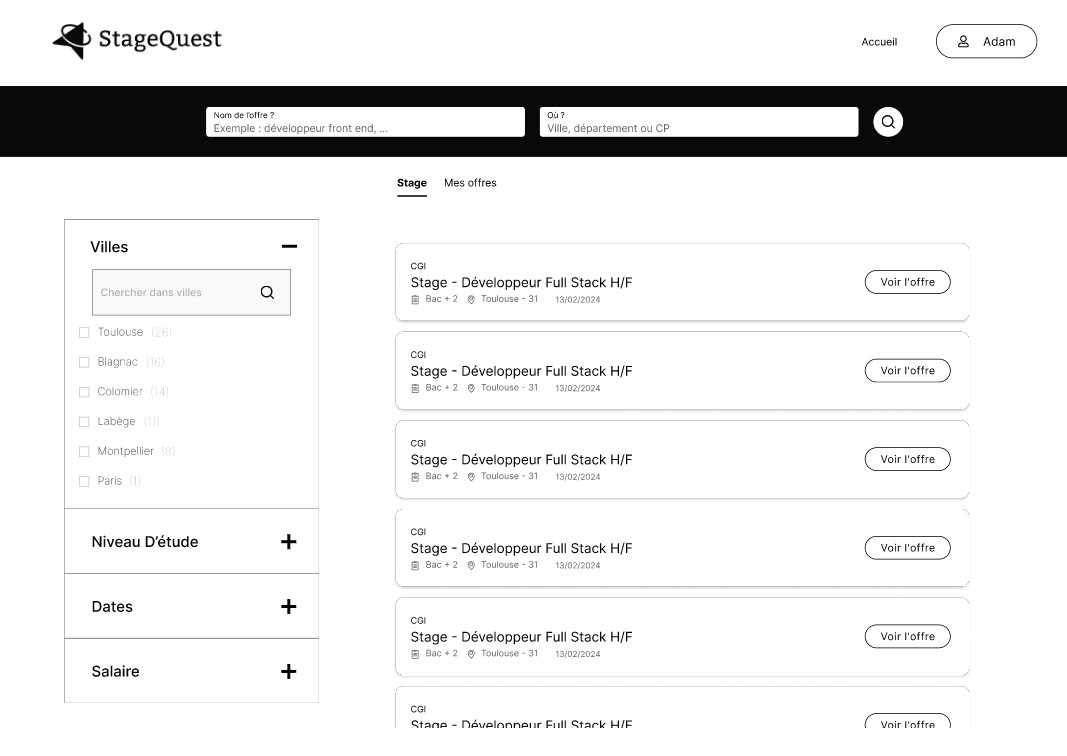 StageQuest
Accueil
Adam
Nom de l'offre ?
Exemple : développeur front end, ...
Où ?
Ville, département ou CP
Stage
Mes offres
Villes
Chercher dans villes
Toulouse (26)
Blagnac (16)
Colomier (14)
Labège (11)
Montpellier (8)
Paris (1)
Niveau D'étude
Dates
Salaire
CGI
Stage - Développeur Full Stack H/F
Bac + 2 Toulouse - 31 13/02/2024
Voir l'offre
CGI
Stage - Développeur Full Stack H/F
Bac + 2 Toulouse - 31 13/02/2024
Voir l'offre
CGI
Stage - Développeur Full Stack H/F
Bac + 2 Toulouse - 31 13/02/2024
Voir l'offre
CGI
Stage - Développeur Full Stack H/F
Bac + 2 Toulouse - 31 13/02/2024
Voir l'offre
CGI
Stage - Développeur Full Stack H/F
Bac + 2 Toulouse - 31 13/02/2024
Voir l'offre
CGI
Stage - Développeur Full Stack H/F
Voir l'offre